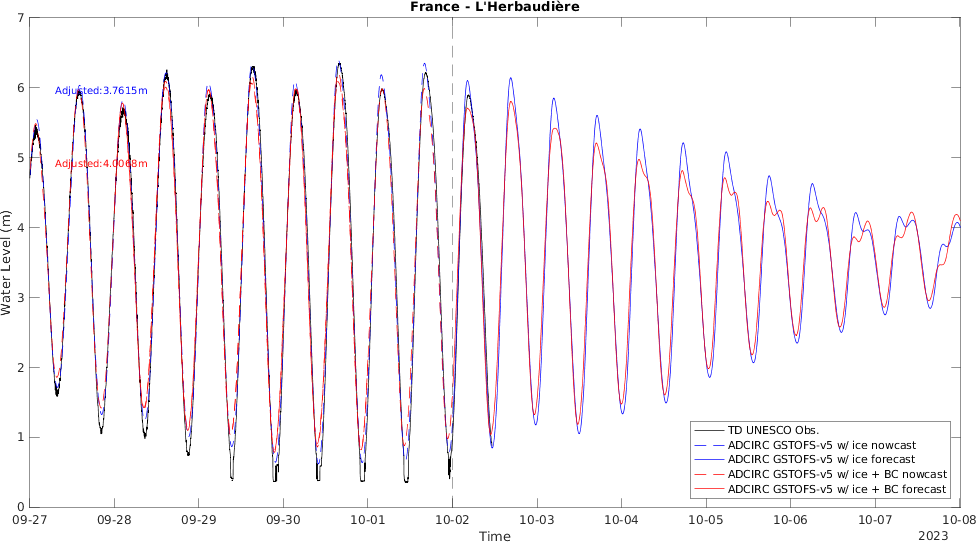 France - L'Herbaudière
7
6
5
4
3
2
1
0
Water Level (m)
Adjusted:3.7615m
Adjusted:4.0068m
TD UNESCO Obs.
ADCIRC GSTOFS-v5 w/ ice nowcast
ADCIRC GSTOFS-v5 w/ ice forecast
ADCIRC GSTOFS-v5 w/ ice + BC nowcast
ADCIRC GSTOFS-v5 w/ ice + BC forecast
09-27 09-28 09-29 09-30 10-01 10-02 10-03 10-04 10-05 10-06 10-07 10-08
Time
2023